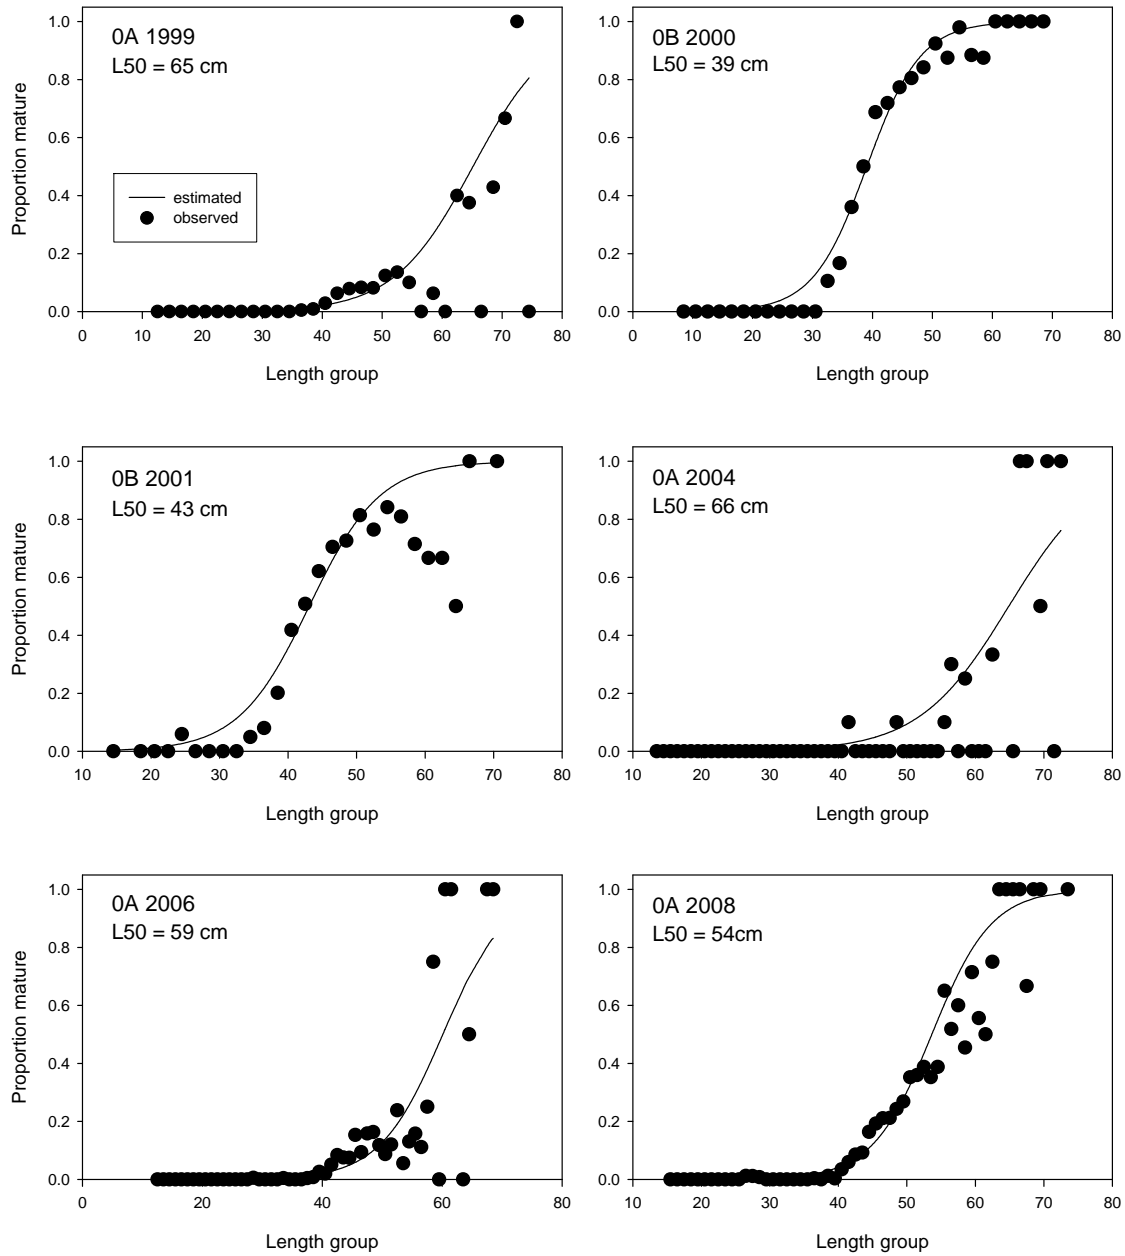 0A 1999
L50 = 65 cm
estimated
observed
Proportion mature
1.0
0.8
0.6
0.4
0.2
0.0
0 10 20 30 40 50 60 70 80
Length group
0B 2000
L50 = 39 cm
1.0
0.8
0.6
0.4
0.2
0.0
10 20 30 40 50 60 70 80
Length group
0B 2001
L50 = 43 cm
Proportion mature
1.0
0.8
0.6
0.4
0.2
0.0
10 20 30 40 50 60 70 80
Length group
0A 2004
L50 = 66 cm
1.0
0.8
0.6
0.4
0.2
0.0
10 20 30 40 50 60 70 80
Length group
0A 2006
L50 = 59 cm
Proportion mature
1.0
0.8
0.6
0.4
0.2
0.0
0 20 40 60 80
Length group
0A 2008
L50 = 54cm
1.0
0.8
0.6
0.4
0.2
0.0
10 20 30 40 50 60 70 80
Length group